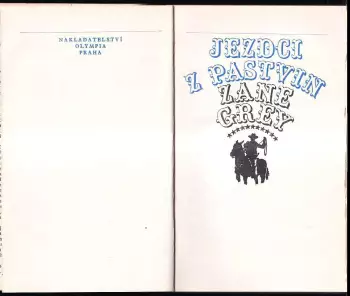 NAKLADATELSTVÍ
OLYMPIA
PRAHA
JEZDCI
Z PASTVIN
ZANE
GREY